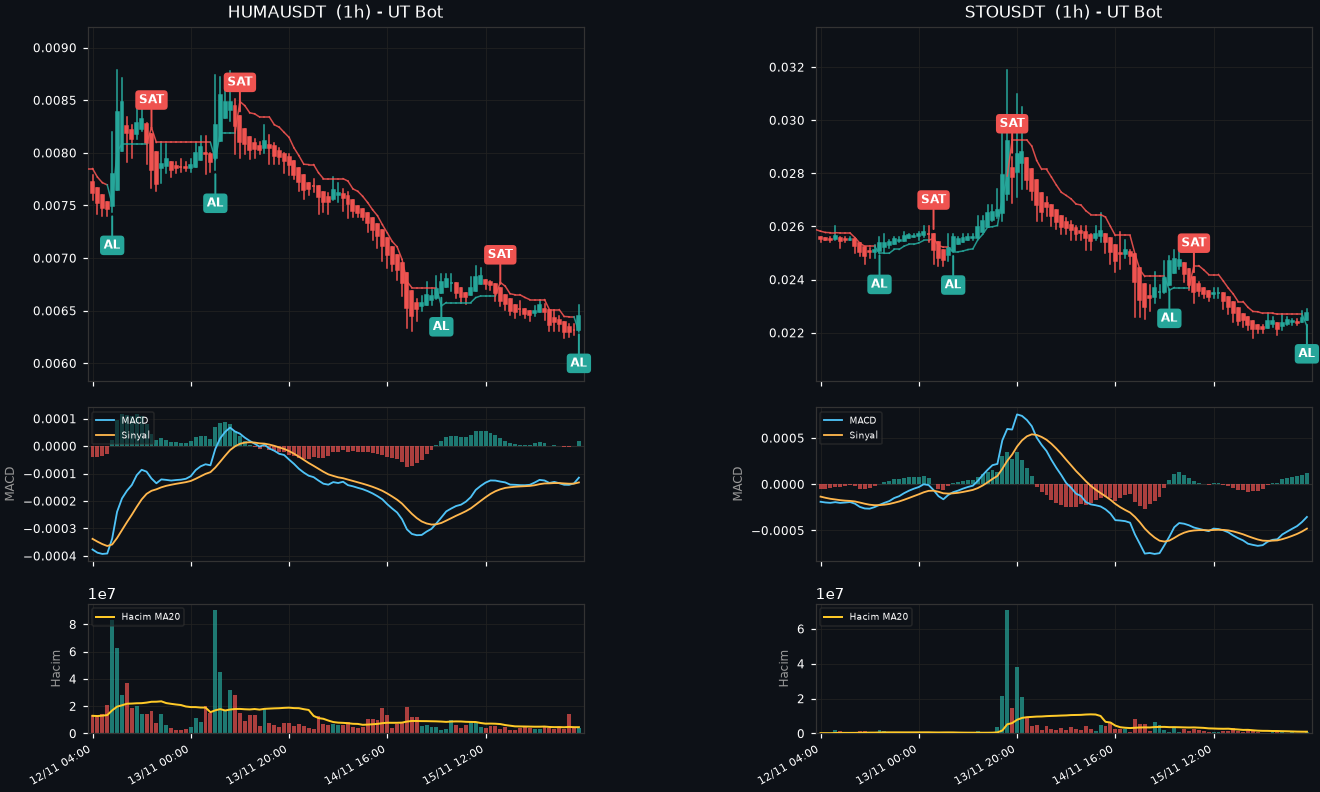 HUMAUSDT  (1h) - UT Bot
0.0090
0.0085
0.0080
0.0075
0.0070
0.0065
0.0060
SAT
SAT
SAT
AL
AL
AL
AL
0.0001
0.0000
−0.0001
−0.0002
−0.0003
−0.0004
MACD
MACD
Sinyal
1e7
8
6
4
2
0
Hacim
Hacim MA20
12/11 04:00
13/11 00:00
13/11 20:00
14/11 16:00
15/11 12:00
STOUSDT  (1h) - UT Bot
0.032
0.030
0.028
0.026
0.024
0.022
SAT
SAT
SAT
AL
AL
AL
AL
0.0005
0.0000
−0.0005
MACD
MACD
Sinyal
1e7
6
4
2
0
Hacim
Hacim MA20
12/11 04:00
13/11 00:00
13/11 20:00
14/11 16:00
15/11 12:00